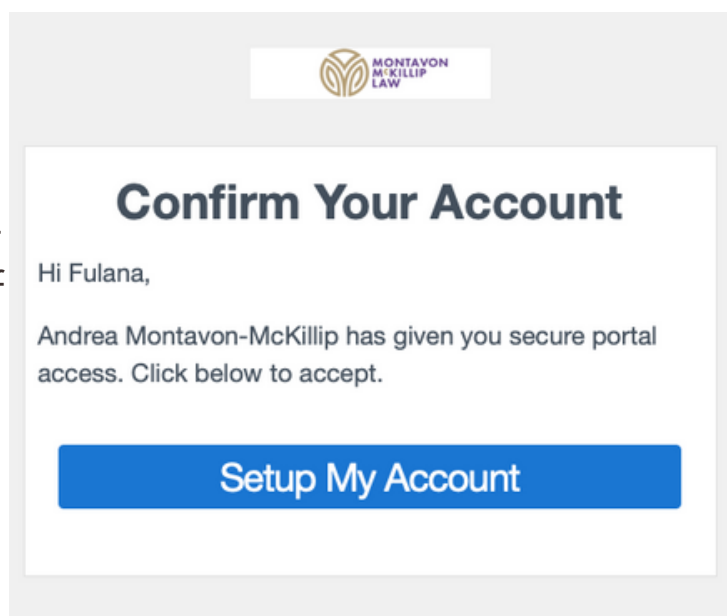 MONTAVON
MCKILLIP
LAW
Confirm Your Account
Hi Fulana,
Andrea Montavon-McKillip has given you secure portal
access. Click below to accept.
Setup My Account